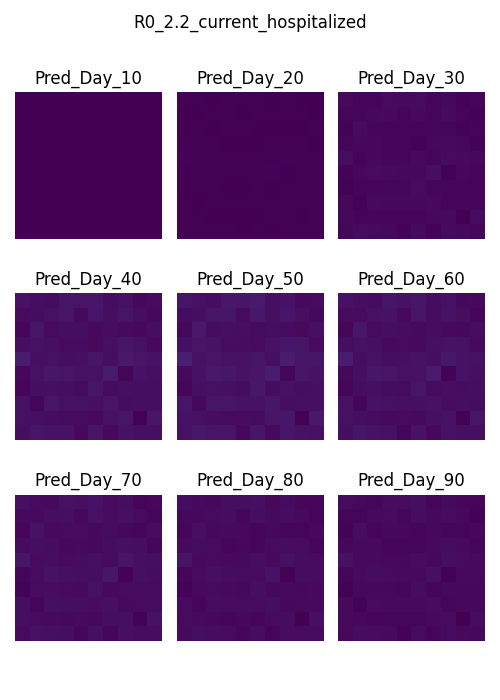 R0_2.2_current_hospitalized
Pred_Day_10 Pred_Day_20 Pred_Day_30
Pred_Day_40 Pred_Day_50 Pred_Day_60
Pred_Day_70 Pred_Day_80 Pred_Day_90